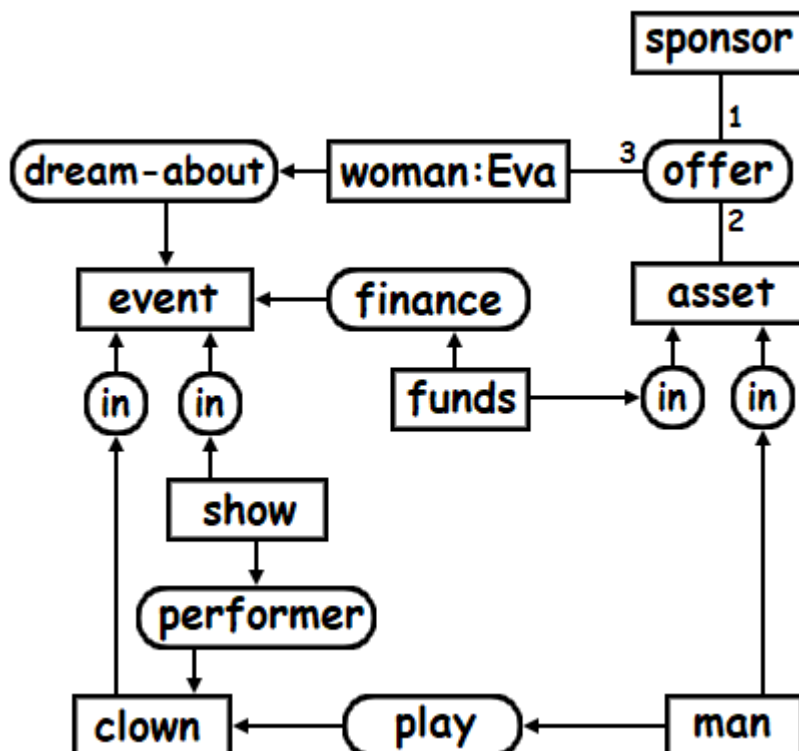 sponsor
1
dream-about
woman:Eva
3
offer
2
event
finance
asset
in
in
funds
in
in
show
performer
clown
play
man